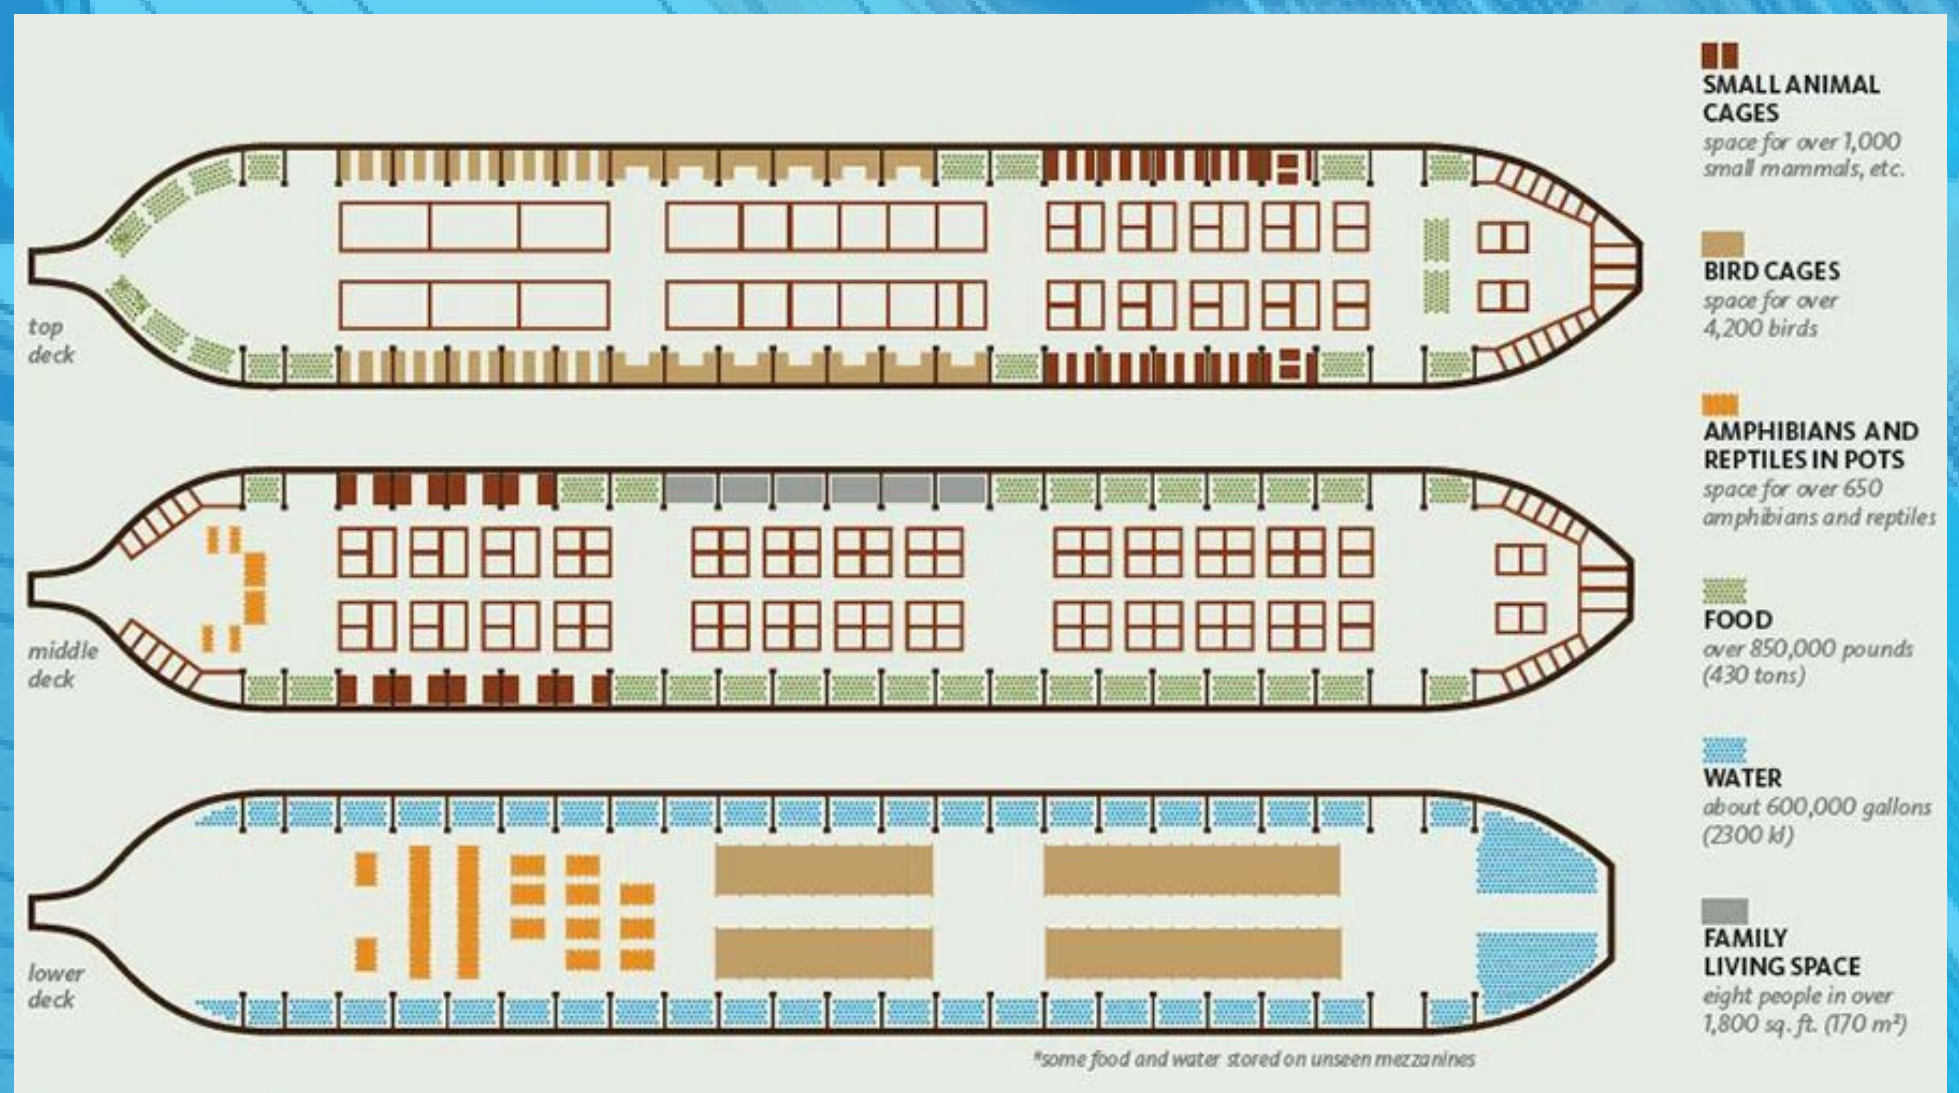 top
deck
middle
deck
lower
deck
SMALL ANIMAL
CAGES
space for over 1,000
small mammals, etc.
BIRD CAGES
space for over
4,200 birds
AMPHIBIANS AND
REPTILES IN POTS
space for over 650
amphibians and reptiles
FOOD
over 850,000 pounds
(430 tons)
WATER
about 600,000 gallons
(2300 kl)
FAMILY
LIVING SPACE
eight people in over
1,800 sq. ft. (170 m²)
*some food and water stored on unseen mezzanines